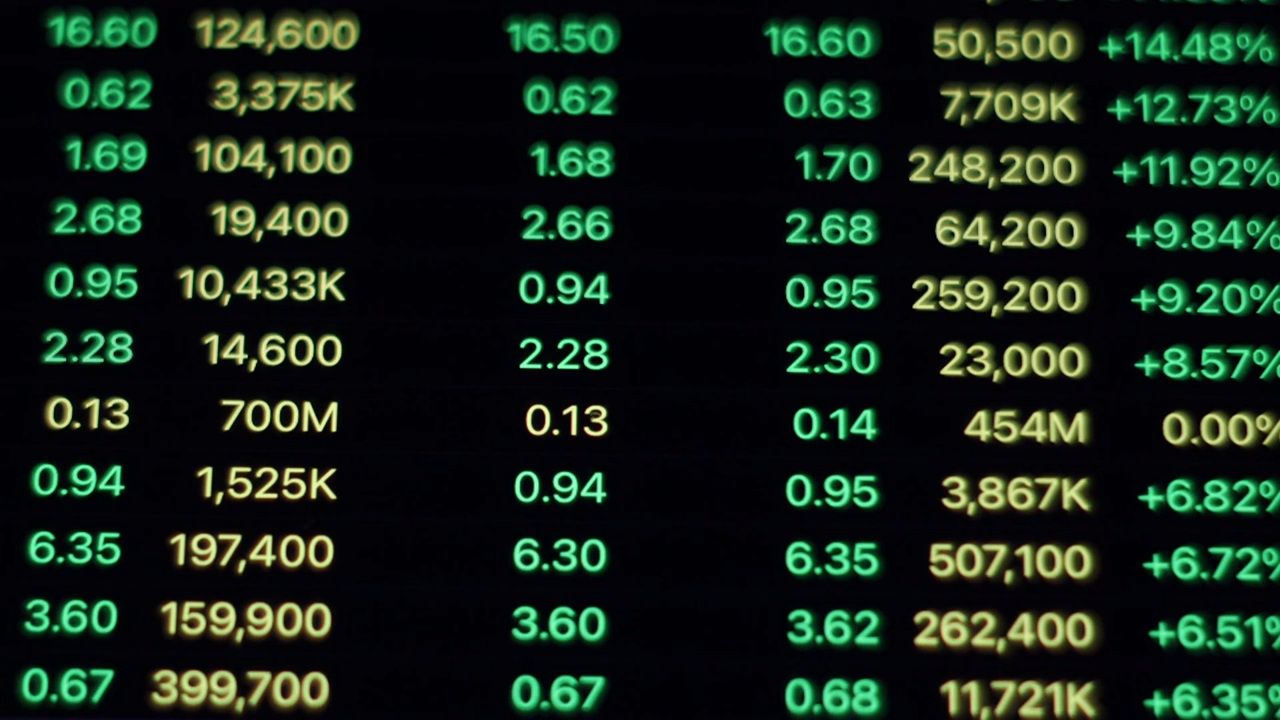 16.60 124,600 16.50 16.60 50,500 +14.48%
0.62 3,375K 0.62 0.63 7,709K +12.73%
1.69 104,100 1.68 1.70 248,200 +11.92%
2.68 19,400 2.66 2.68 64,200 +9.84%
0.95 10,433K 0.94 0.95 259,200 +9.20%
2.28 14,600 2.28 2.30 23,000 +8.57%
0.13 700M 0.13 0.14 454M 0.00%
0.94 1,525K 0.94 0.95 3,867K +6.82%
6.35 197,400 6.30 6.35 507,100 +6.72%
3.60 159,900 3.60 3.62 262,400 +6.51%
0.67 399,700 0.67 0.68 11,721K +6.35%